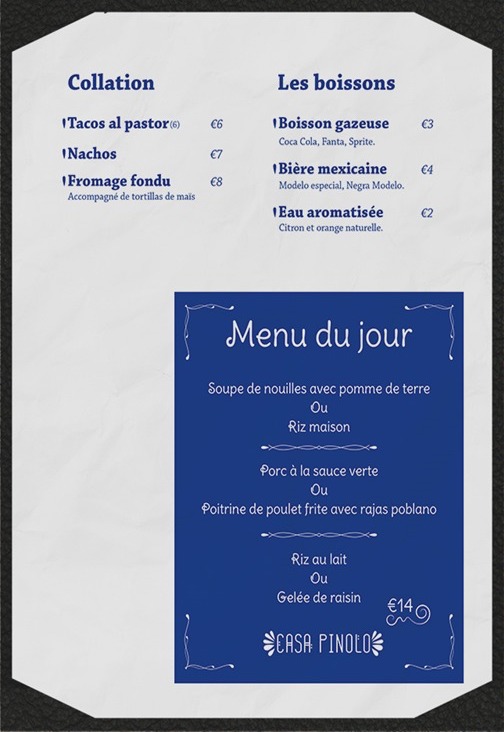 Collation
Tacos al pastor(6) €6
Nachos €7
Fromage fondu €8
Accompagné de tortillas de maïs
Les boissons
Boisson gazeuse €3
Coca Cola, Fanta, Sprite.
Bière mexicaine €4
Modelo especial, Negra Modelo.
Eau aromatisée €2
Citron et orange naturelle.
Menu du jour
Soupe de nouilles avec pomme de terre
Ou
Riz maison
Porc à la sauce verte
Ou
Poitrine de poulet frite avec rajas poblano
Riz au lait
Ou
Gelée de raisin
€14
CASA PINOLO